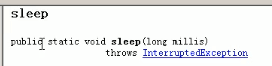 sleep
public static void sleep(long millis)
throws InterruptedException